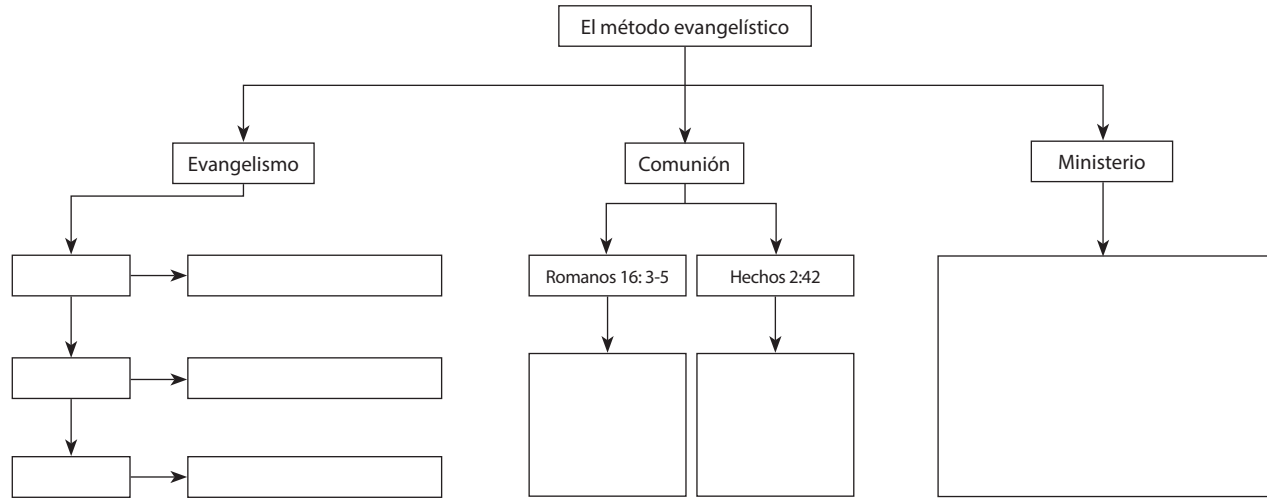 El método evangelístico
Evangelismo
Comunión
Ministerio
Romanos 16: 3-5
Hechos 2:42